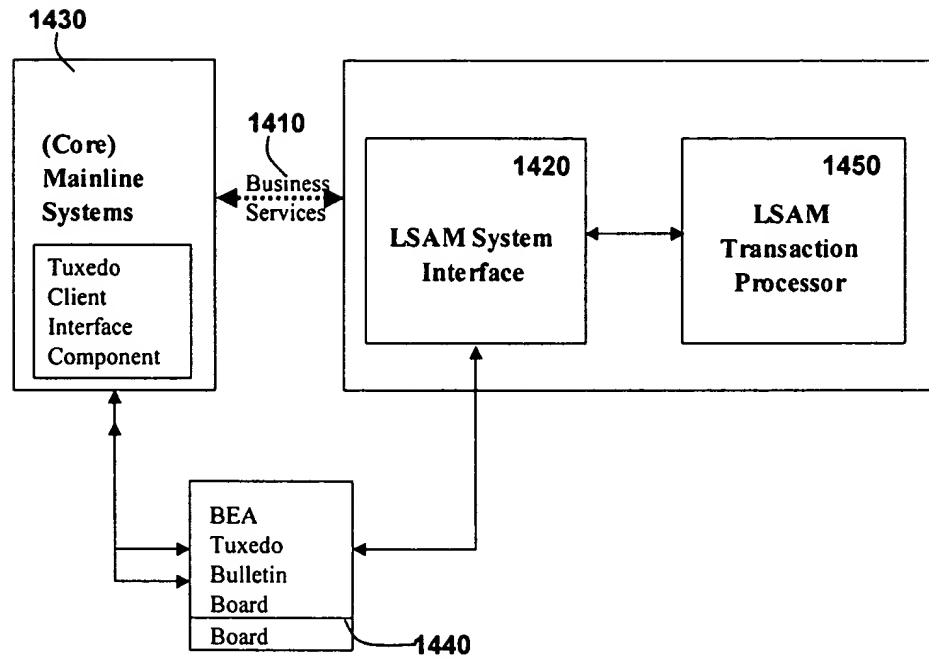 1430
(Core)
Mainline
Systems
Tuxedo
Client
Interface
Component
1410
Business
Services
1420
LSAM System
Interface
1450
LSAM
Transaction
Processor
BEA
Tuxedo
Bulletin
Board
Board
1440